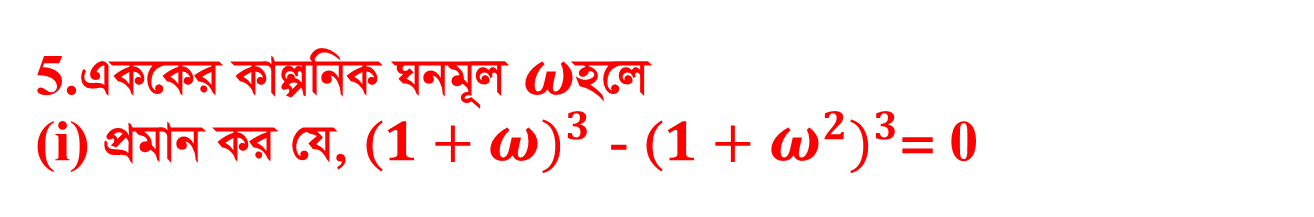 5.এককের কাল্পনিক ঘনমূল ωহলে
(i) প্রমান কর যে, (1 + ω)³ - (1 + ω²)³= 0